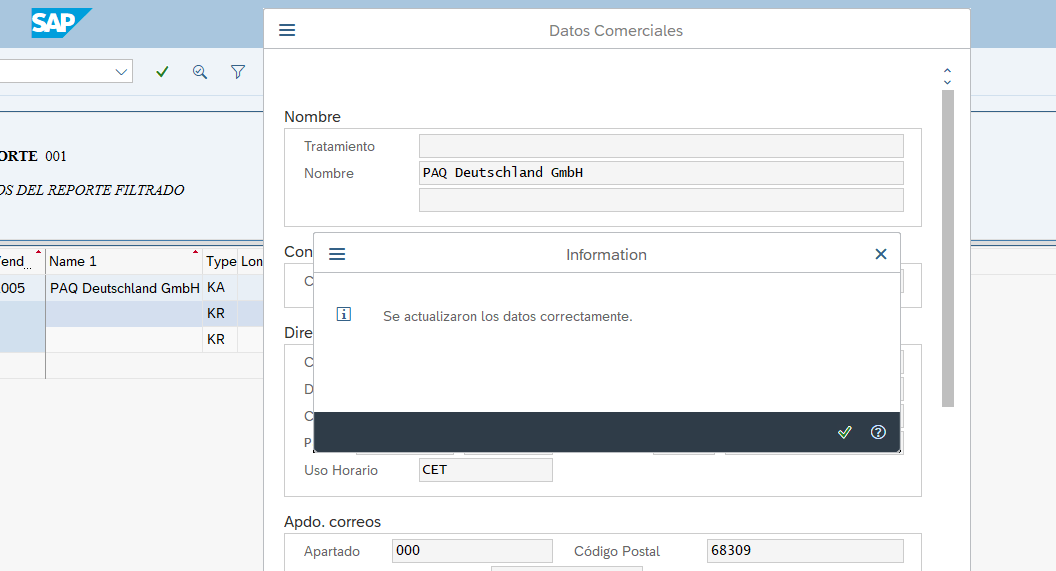 SAP
Datos Comerciales
ORTE 001
OS DEL REPORTE FILTRADO
Nombre
Tratamiento
Nombre PAQ Deutschland GmbH
Vend... Name 1 Type Lon
005 PAQ Deutschland GmbH KA
KR
KR
Con
C
Information
Se actualizaron los datos correctamente.
Dire
C
D
C
P
Uso Horario CET
Apdo. correos
Apartado 000 Código Postal 68309